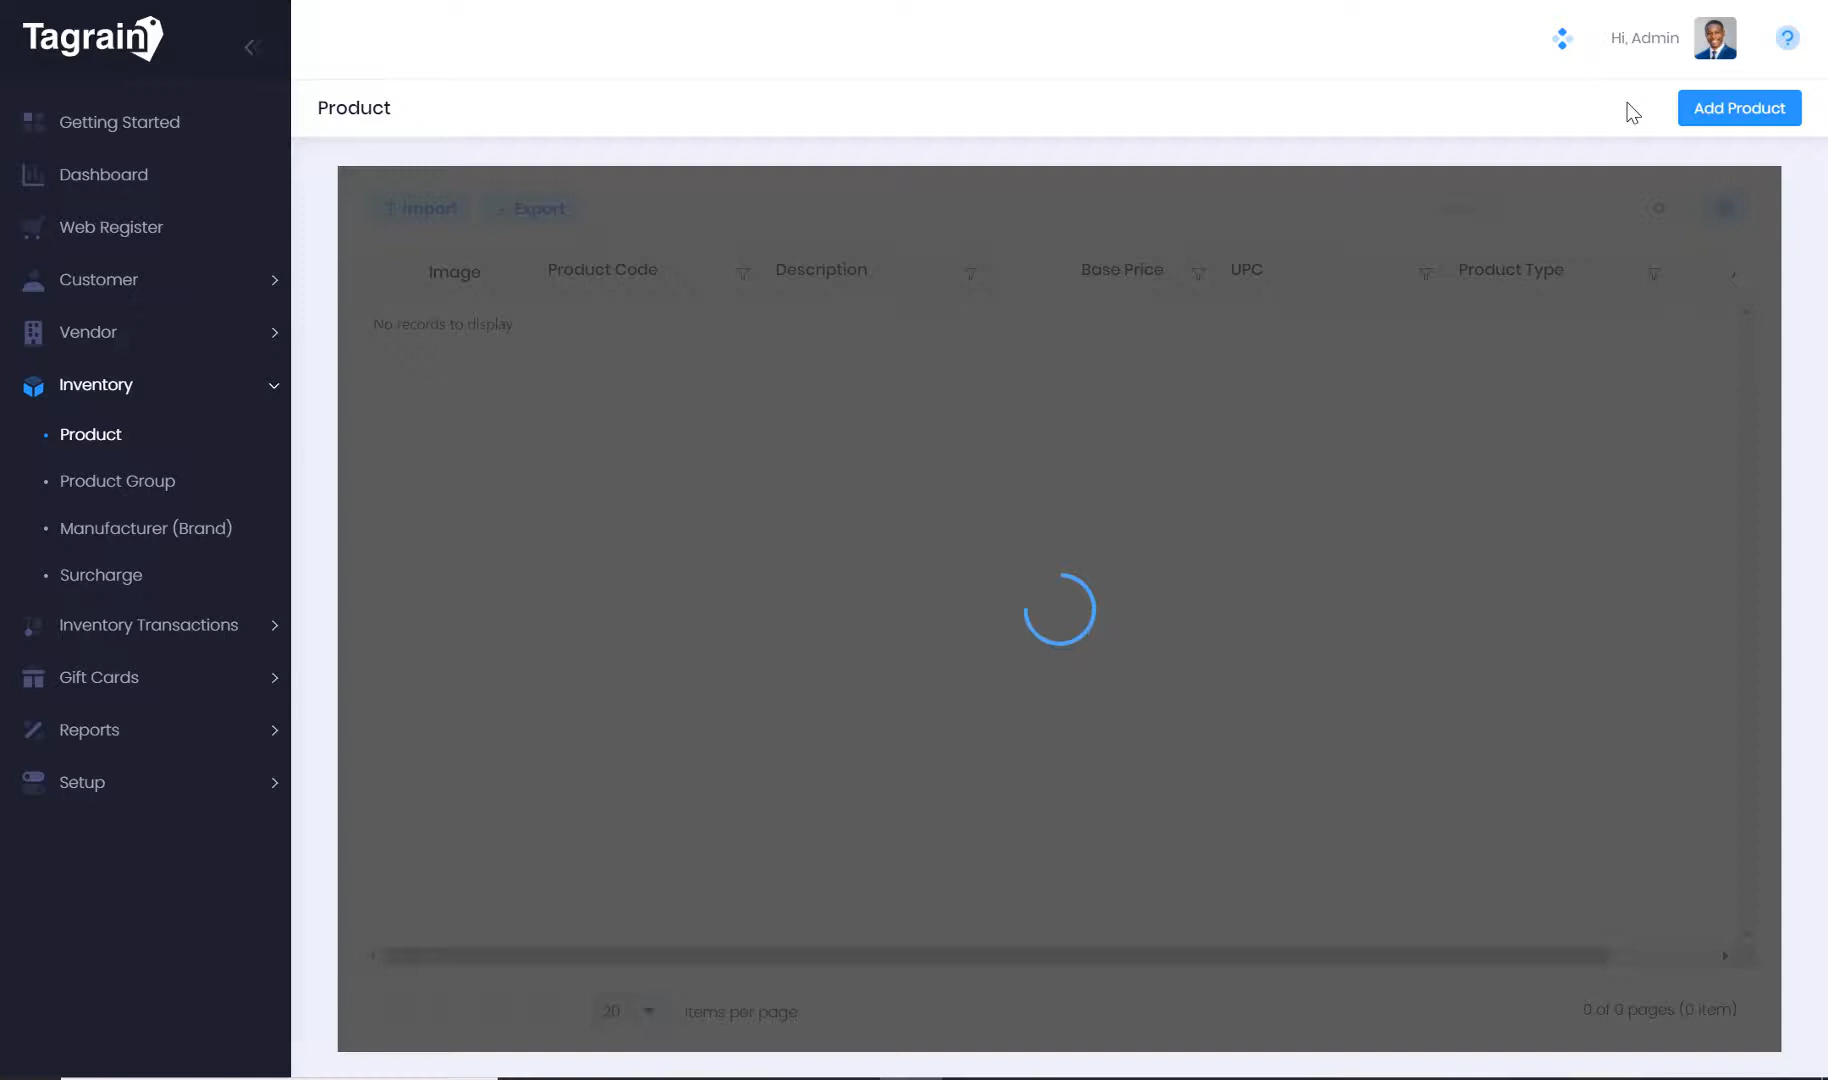 Tagrain
Hi, Admin
?
Product
Add Product
Getting Started
Dashboard
Web Register
Customer
Vendor
Inventory
Product
Product Group
Manufacturer (Brand)
Surcharge
Inventory Transactions
Gift Cards
Reports
Setup
Import
Export
Image
Product Code
Description
Base Price
UPC
Product Type
No records to display
20
items per page
0 of 0 pages (0 item)